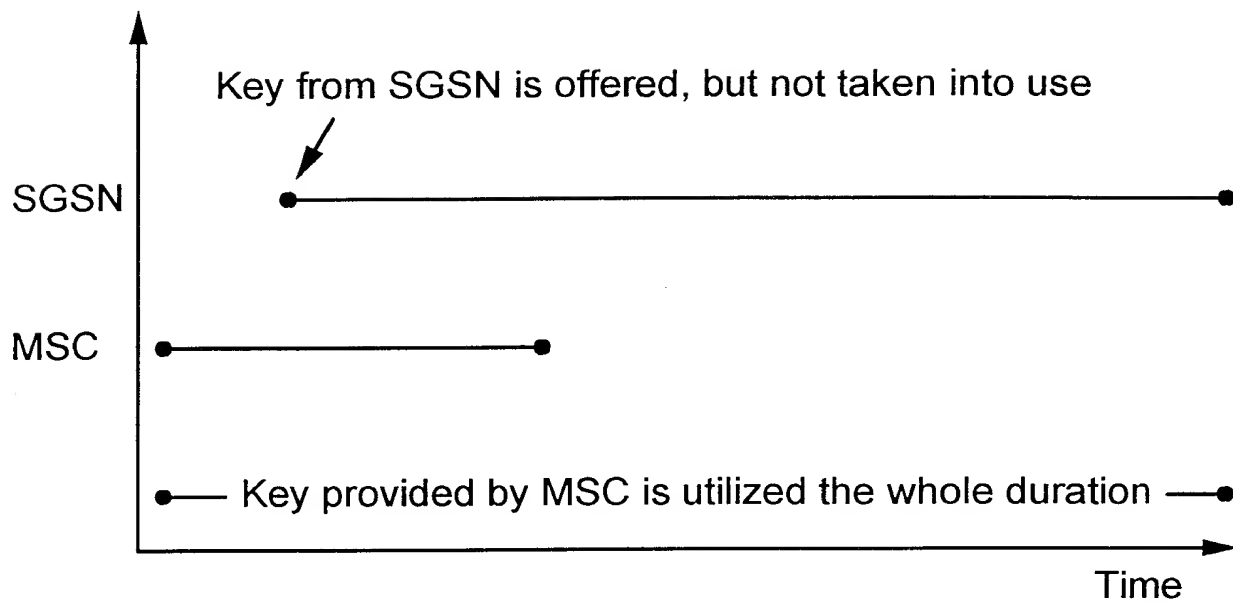 Key from SGSN is offered, but not taken into use
SGSN
MSC
Key provided by MSC is utilized the whole duration
Time